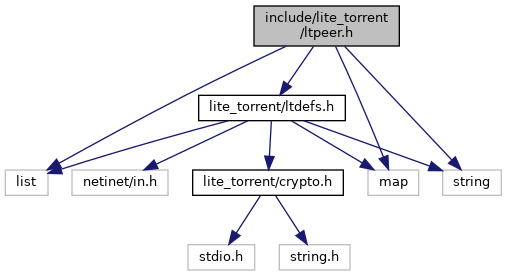 include/lite_torrent
/ltpeer.h
lite_torrent/ltdefs.h
list
netinet/in.h
lite_torrent/crypto.h
map
string
stdio.h
string.h